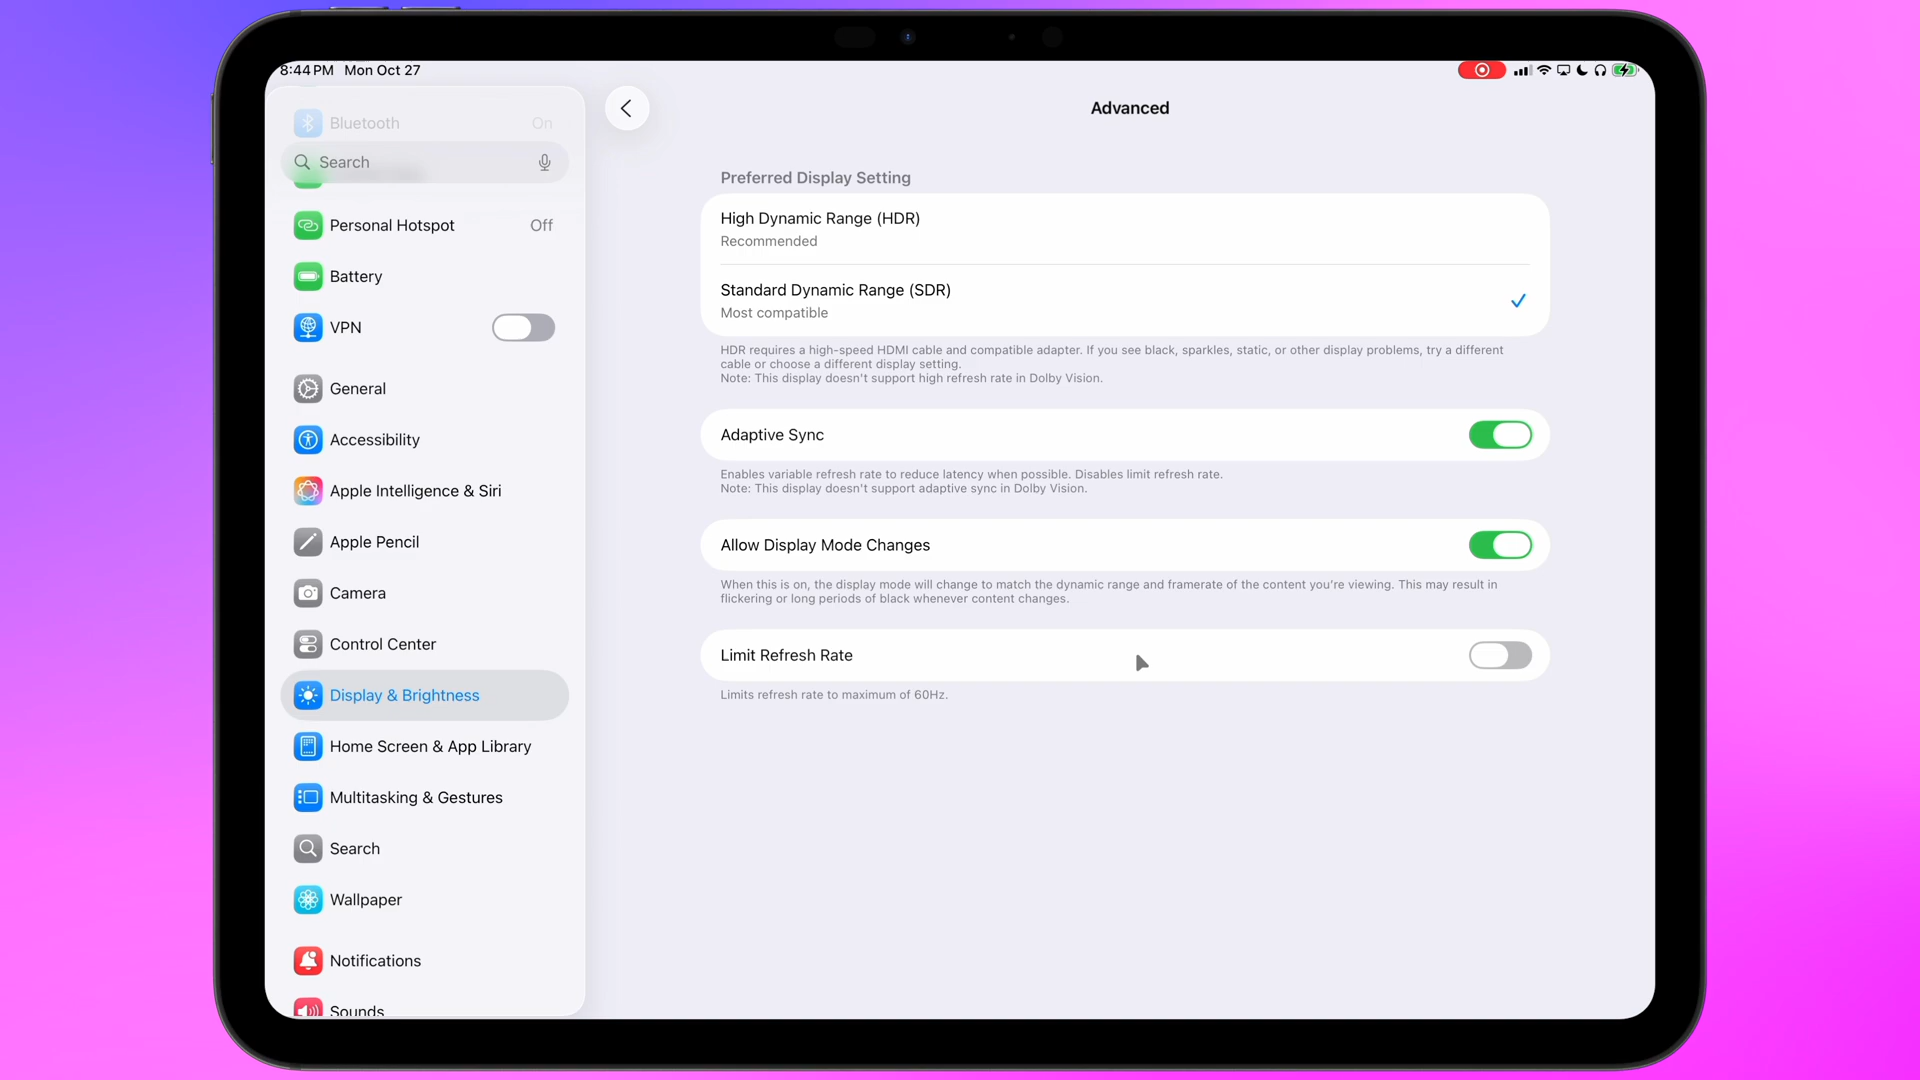 8:44 PM Mon Oct 27
Bluetooth On
Search
Personal Hotspot Off
Battery
VPN
General
Accessibility
Apple Intelligence & Siri
Apple Pencil
Camera
Control Center
Display & Brightness
Home Screen & App Library
Multitasking & Gestures
Search
Wallpaper
Notifications
Sounds
Advanced
Preferred Display Setting
High Dynamic Range (HDR)
Recommended
Standard Dynamic Range (SDR)
Most compatible
HDR requires a high-speed HDMI cable and compatible adapter. If you see black, sparkles, static, or other display problems, try a different
cable or choose a different display setting.
Note: This display doesn't support high refresh rate in Dolby Vision.
Adaptive Sync
Enables variable refresh rate to reduce latency when possible. Disables limit refresh rate.
Note: This display doesn't support adaptive sync in Dolby Vision.
Allow Display Mode Changes
When this is on, the display mode will change to match the dynamic range and framerate of the content you're viewing. This may result in
flickering or long periods of black whenever content changes.
Limit Refresh Rate
Limits refresh rate to maximum of 60Hz.